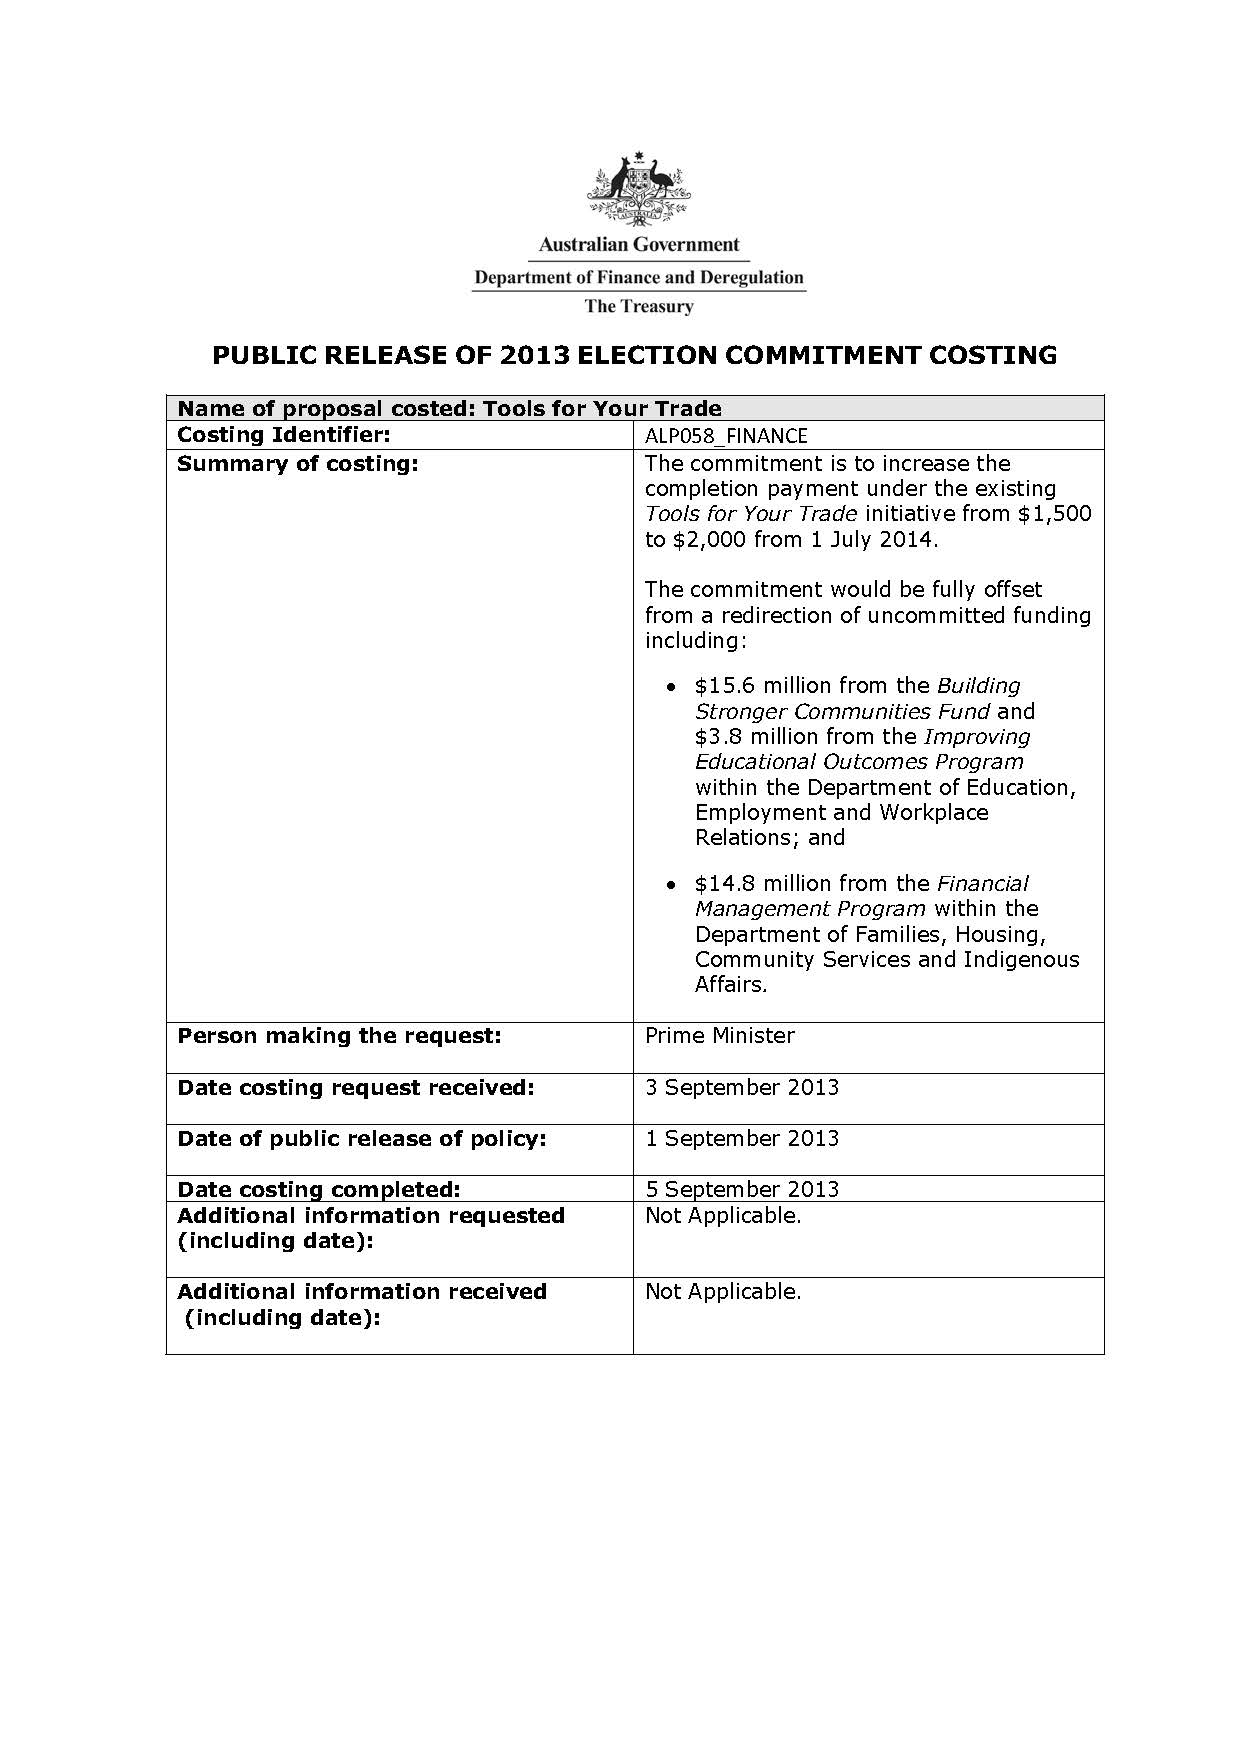 AUSTRALIA
Australian Government
Department of Finance and Deregulation
The Treasury
PUBLIC RELEASE OF 2013 ELECTION COMMITMENT COSTING
Name of proposal costed: Tools for Your Trade
Costing Identifier: ALP058_FINANCE
Summary of costing: The commitment is to increase the
completion payment under the existing
Tools for Your Trade initiative from $1,500
to $2,000 from 1 July 2014.
The commitment would be fully offset
from a redirection of uncommitted funding
including:
• $15.6 million from the Building
Stronger Communities Fund and
$3.8 million from the Improving
Educational Outcomes Program
within the Department of Education,
Employment and Workplace
Relations; and
• $14.8 million from the Financial
Management Program within the
Department of Families, Housing,
Community Services and Indigenous
Affairs.
Person making the request: Prime Minister
Date costing request received: 3 September 2013
Date of public release of policy: 1 September 2013
Date costing completed: 5 September 2013
Additional information requested Not Applicable.
(including date):
Additional information received Not Applicable.
(including date):